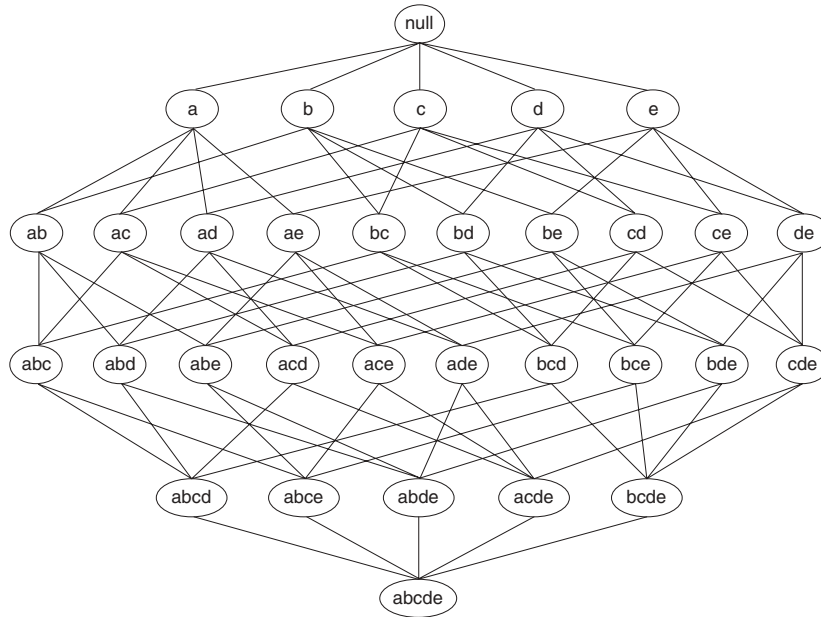 null
a b c d e
ab ac ad ae bc bd be cd ce de
abc abd abe acd ace ade bcd bce bde cde
abcd abce abde acde bcde
abcde